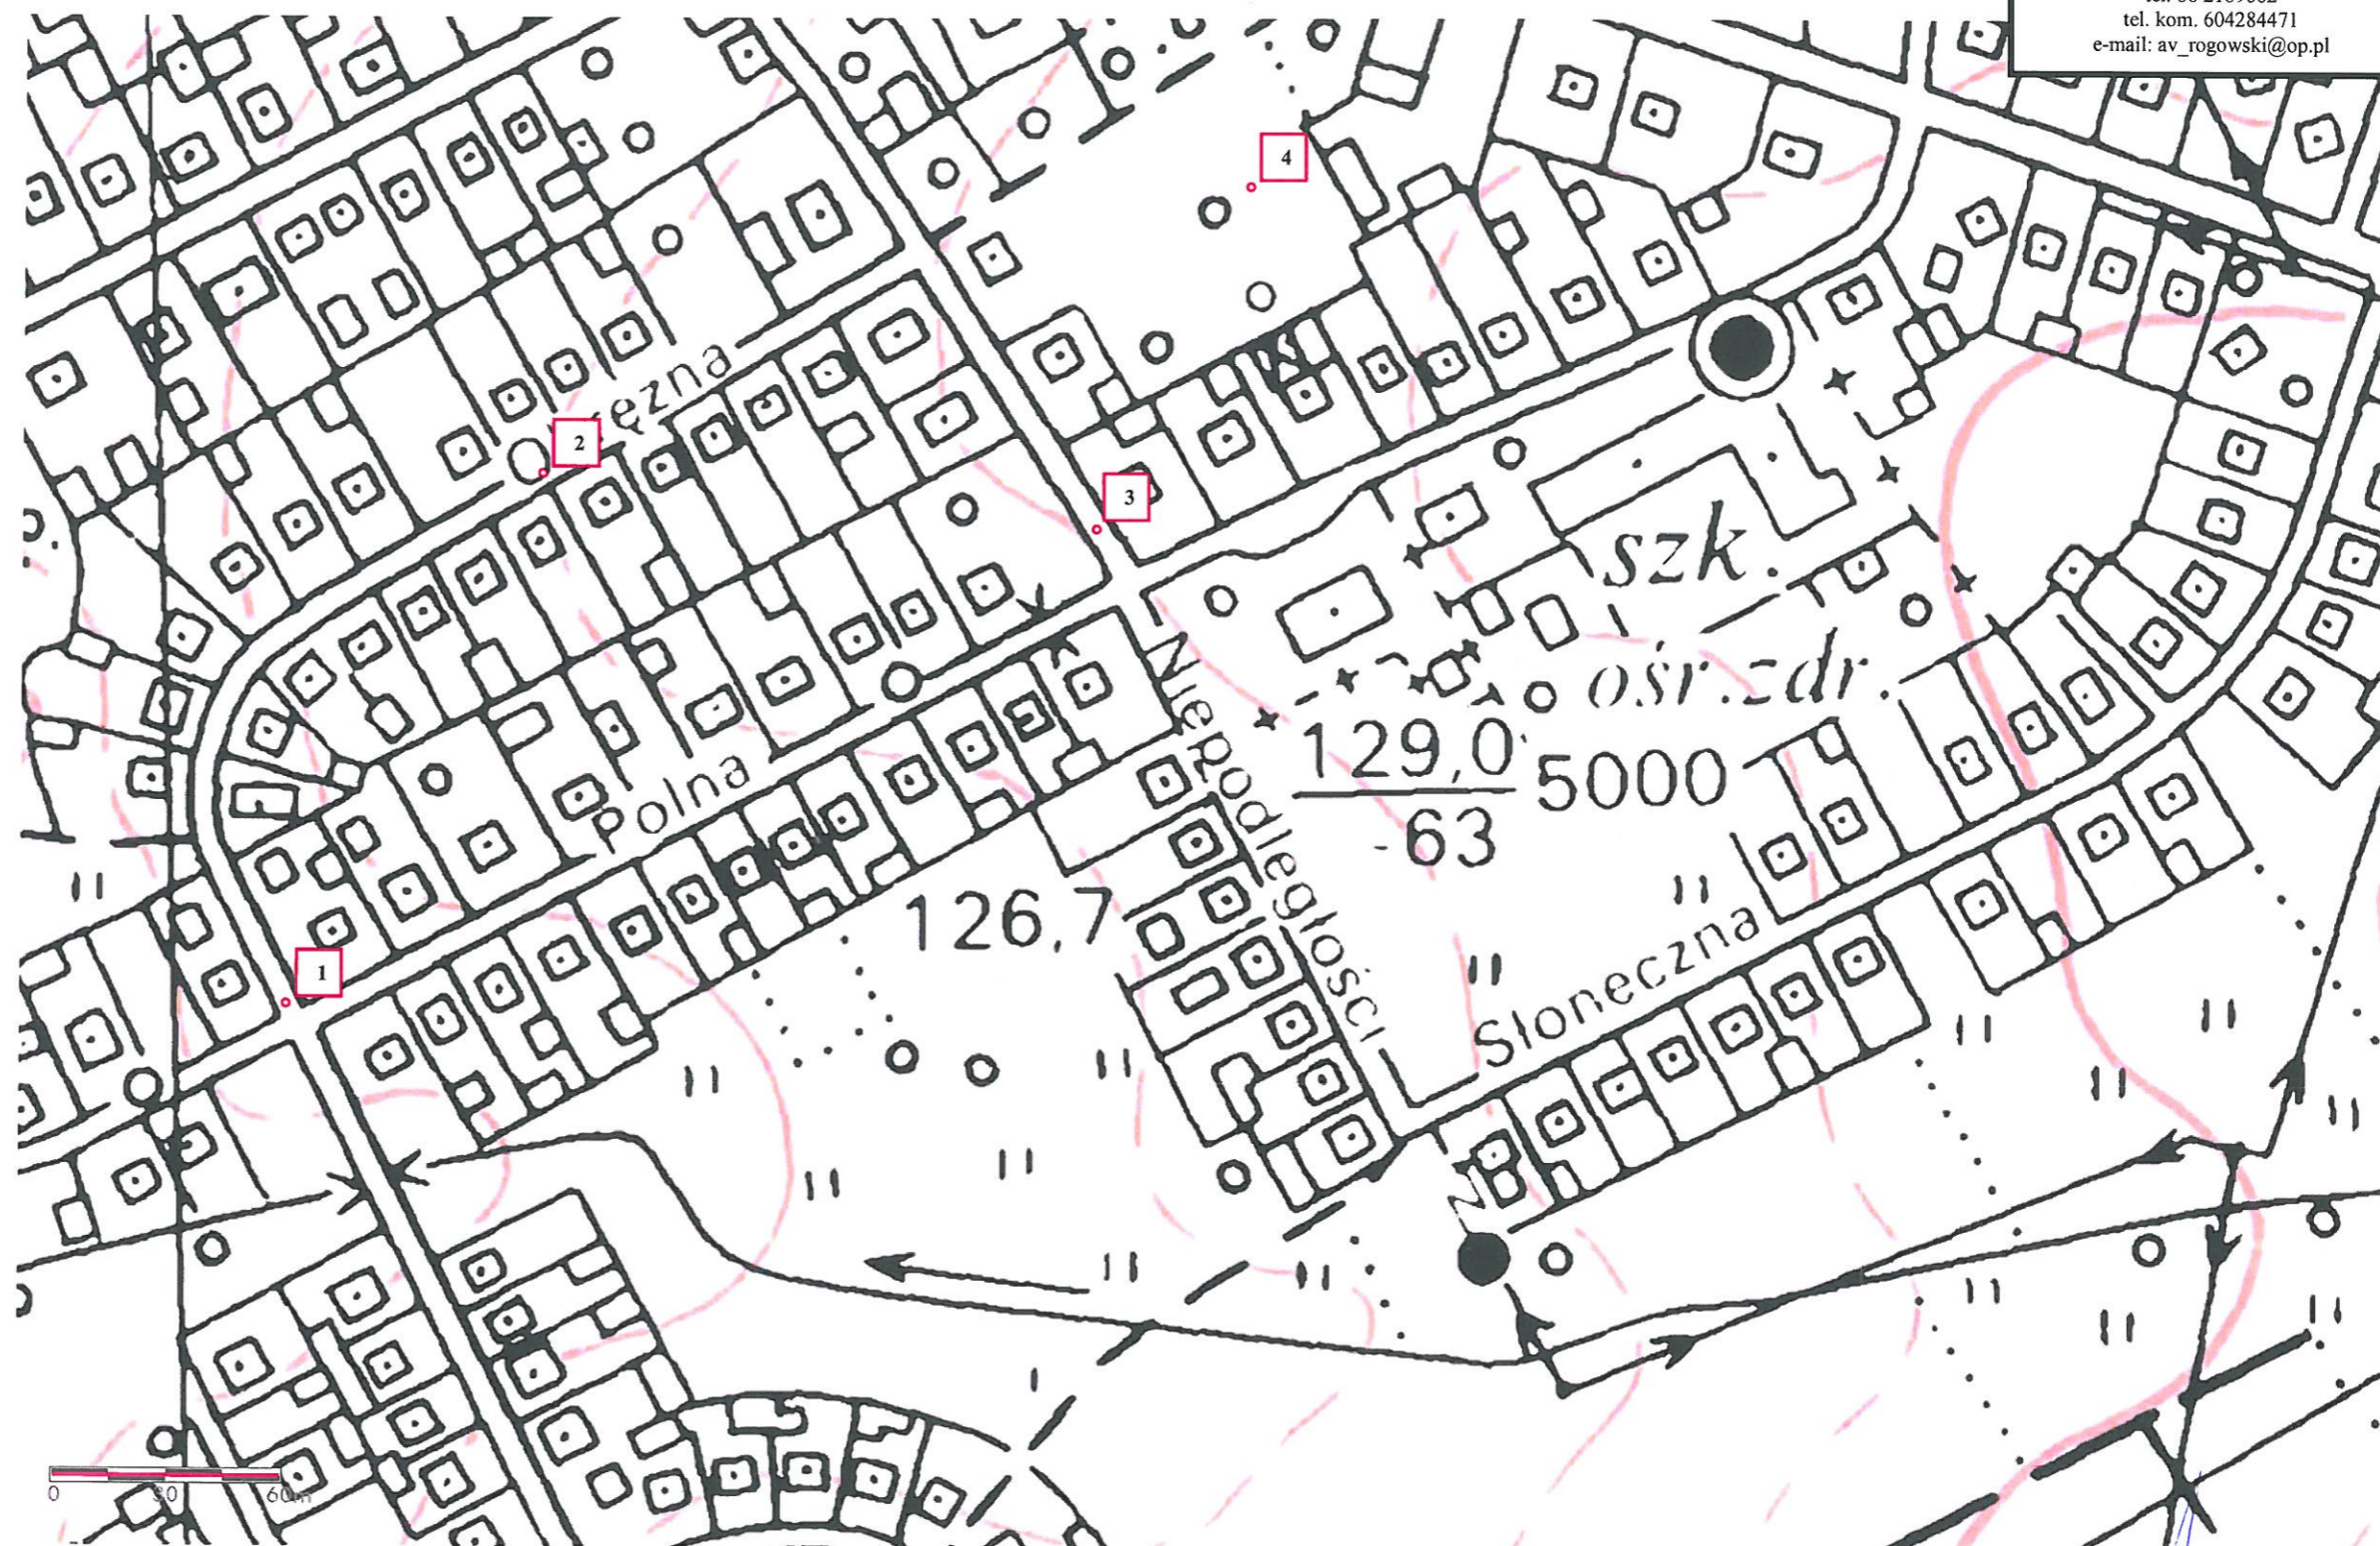 tel. kom. 604284471
e-mail: av_rogowski@op.pl
4
2
3
szk.
ośr.zdr.
129,0
5000
63
Niepodległości
Polna
126,7
1
Słoneczna
0
30
60m